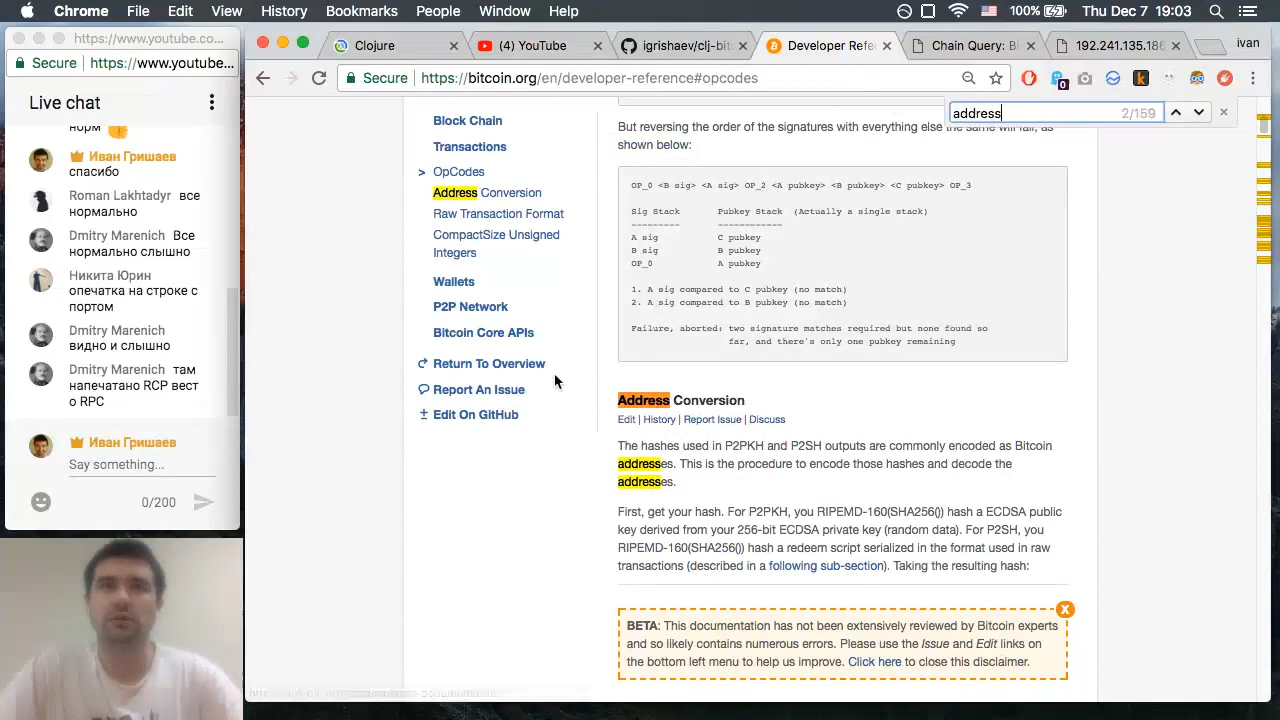 Chrome File Edit View History Bookmarks People Window Help 100% Thu Dec 7 19:03
https://www.youtube.co...
Secure https://www.youtube...
Live chat
норм
Иван Гришаев
спасибо
Roman Lakhtadyr все
нормально
Dmitry Marenich Все
нормально слышно
Никита Юрин
опечатка на строке с
портом
Dmitry Marenich
видно и слышно
Dmitry Marenich там
напечатано RCP вест
о RPC
Иван Гришаев
Say something...
0/200
Clojure
(4) YouTube
igrishaev/clj-bit
Developer Refe
Chain Query: Bi
192.241.135.186
ivan
Secure https://bitcoin.org/en/developer-reference#opcodes
0
address 2/159
Block Chain
Transactions
> OpCodes
Address Conversion
Raw Transaction Format
CompactSize Unsigned
Integers
Wallets
P2P Network
Bitcoin Core APIs
Return To Overview
Report An Issue
Edit On GitHub
But reversing the order of the signatures with everything else the same will fail, as
shown below:
OP_0 <B sig> <A sig> OP_2 <A pubkey> <B pubkey> <C pubkey> OP_3
Sig Stack Pubkey Stack (Actually a single stack)
--------- ------------
A sig C pubkey
B sig B pubkey
OP_0 A pubkey
1. A sig compared to C pubkey (no match)
2. A sig compared to B pubkey (no match)
Failure, aborted: two signature matches required but none found so
far, and there's only one pubkey remaining
Address Conversion
Edit | History | Report Issue | Discuss
The hashes used in P2PKH and P2SH outputs are commonly encoded as Bitcoin
addresses. This is the procedure to encode those hashes and decode the
addresses.
First, get your hash. For P2PKH, you RIPEMD-160(SHA256()) hash a ECDSA public
key derived from your 256-bit ECDSA private key (random data). For P2SH, you
RIPEMD-160(SHA256()) hash a redeem script serialized in the format used in raw
transactions (described in a following sub-section). Taking the resulting hash:
X
BETA: This documentation has not been extensively reviewed by Bitcoin experts
and so likely contains numerous errors. Please use the Issue and Edit links on
the bottom left menu to help us improve. Click here to close this disclaimer.